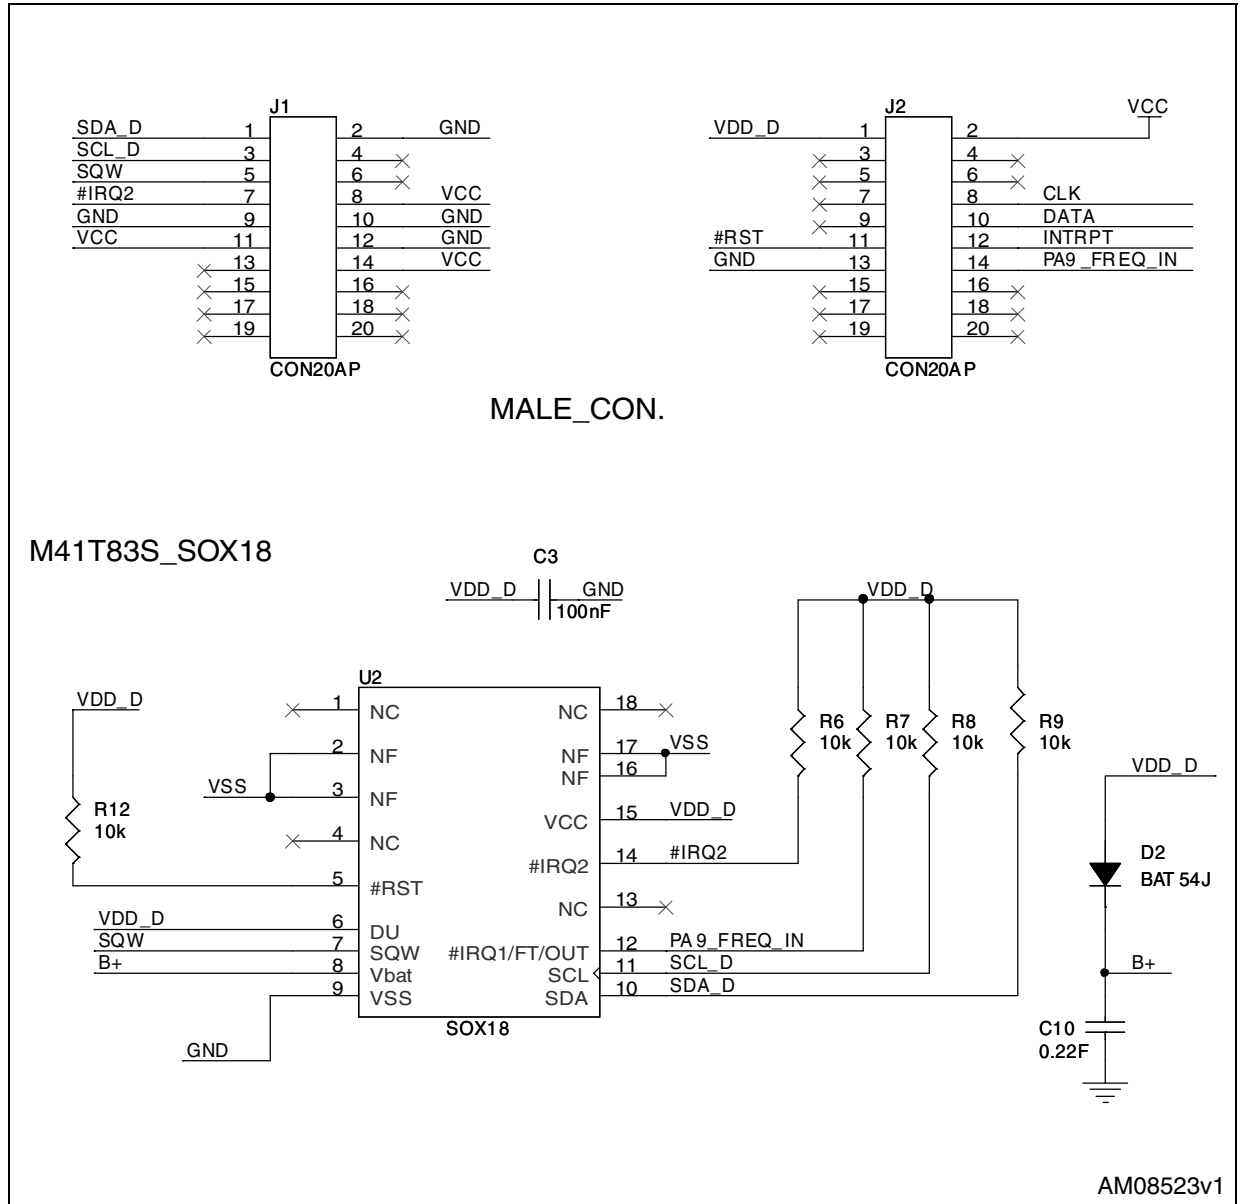 J1
SDA_D 1 2 GND
SCL_D 3 4
SQW 5 6
#IRQ2 7 8 VCC
GND 9 10 GND
VCC 11 12 GND
13 14 VCC
15 16
17 18
19 20
CON20AP
J2
VCC
VDD_D 1 2
3 4
5 6
7 8 CLK
9 10 DATA
#RST 11 12 INTRPT
GND 13 14 PA9_FREQ_IN
15 16
17 18
19 20
CON20AP
MALE_CON.
M41T83S_SOX18
C3
VDD_D GND
100nF
VDD_D
R12
10k
VSS
U2
1 NC NC 18
2 NF NF 17 VSS
NF 16
3 NF
VCC 15 VDD_D
4 NC
#IRQ2 14 #IRQ2
5 #RST
NC 13
VDD_D 6 DU
SQW 7 SQW #IRQ1/FT/OUT 12 PA9_FREQ_IN
B+ 8 Vbat SCL 11 SCL_D
9 VSS SDA 10 SDA_D
SOX18
GND
VDD_D
R6
10k
R7
10k
R8
10k
R9
10k
VDD_D
D2
BAT 54J
B+
C10
0.22F
AM08523v1